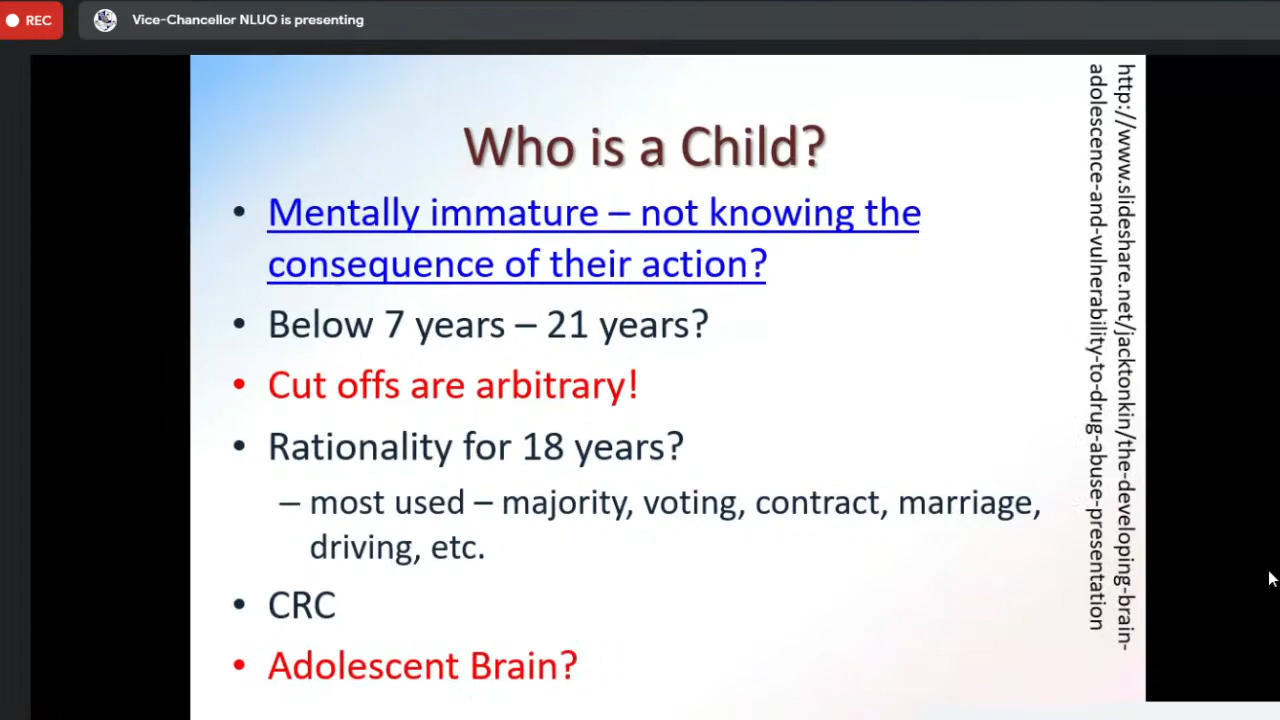 REC
Vice-Chancellor NLUO is presenting
Who is a Child?
• Mentally immature – not knowing the
consequence of their action?
• Below 7 years – 21 years?
• Cut offs are arbitrary!
• Rationality for 18 years?
– most used – majority, voting, contract, marriage,
driving, etc.
• CRC
• Adolescent Brain?
http://www.slideshare.net/jacktonkin/the-developing-brain-
adolescence-and-vulnerability-to-drug-abuse-presentation